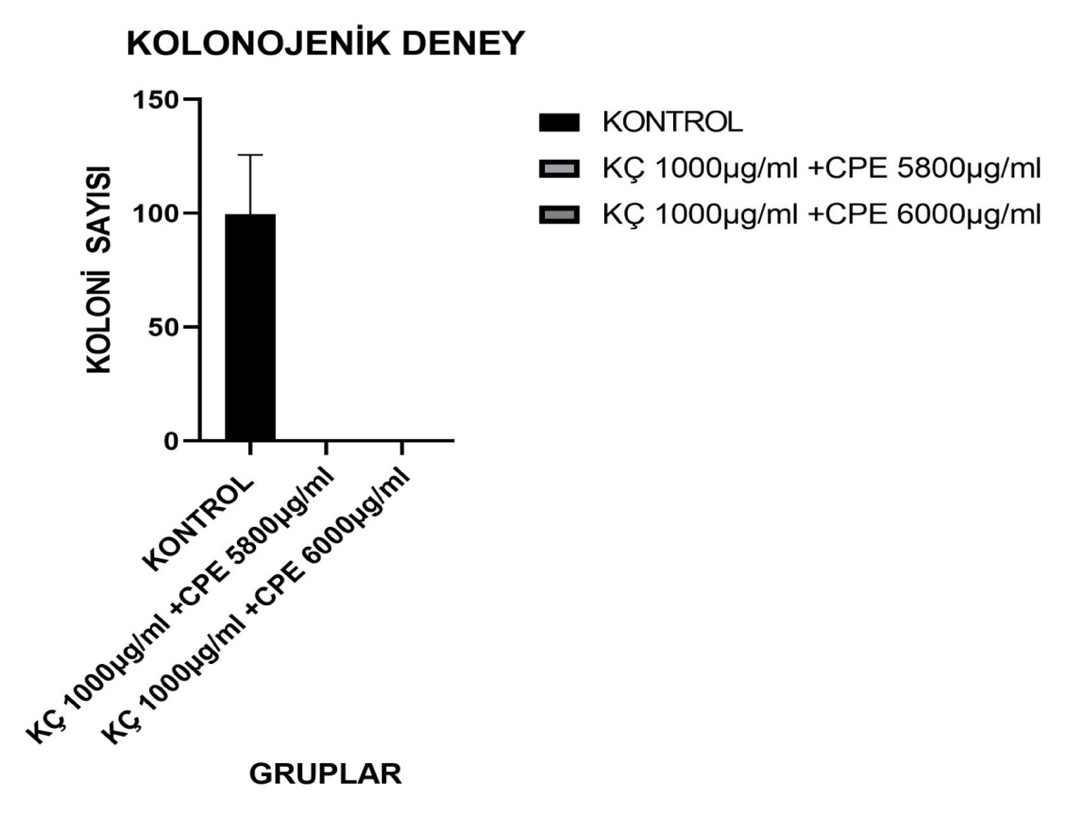 KOLONOJENİK DENEY
KOLONİ SAYISI
150
100
50
0
KONTROL
KÇ 1000µg/ml +CPE 5800µg/ml
KÇ 1000µg/ml +CPE 6000µg/ml
GRUPLAR
KONTROL
KÇ 1000µg/ml +CPE 5800µg/ml
KÇ 1000µg/ml +CPE 6000µg/ml